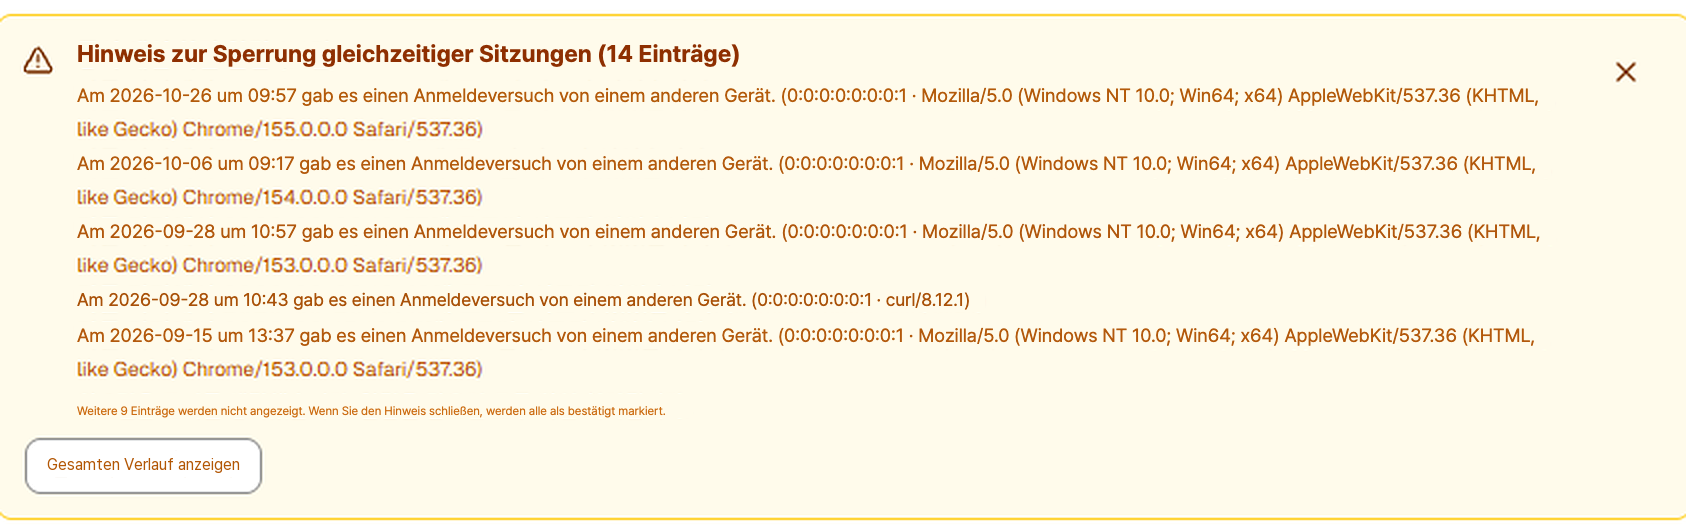 Hinweis zur Sperrung gleichzeitiger Sitzungen (14 Einträge)
Am 2026-10-26 um 09:57 gab es einen Anmeldeversuch von einem anderen Gerät. (0:0:0:0:0:0:0:1 · Mozilla/5.0 (Windows NT 10.0; Win64; x64) AppleWebKit/537.36 (KHTML,
like Gecko) Chrome/155.0.0.0 Safari/537.36)
Am 2026-10-06 um 09:17 gab es einen Anmeldeversuch von einem anderen Gerät. (0:0:0:0:0:0:0:1 · Mozilla/5.0 (Windows NT 10.0; Win64; x64) AppleWebKit/537.36 (KHTML,
like Gecko) Chrome/154.0.0.0 Safari/537.36)
Am 2026-09-28 um 10:57 gab es einen Anmeldeversuch von einem anderen Gerät. (0:0:0:0:0:0:0:1 · Mozilla/5.0 (Windows NT 10.0; Win64; x64) AppleWebKit/537.36 (KHTML,
like Gecko) Chrome/153.0.0.0 Safari/537.36)
Am 2026-09-28 um 10:43 gab es einen Anmeldeversuch von einem anderen Gerät. (0:0:0:0:0:0:0:1 · curl/8.12.1)
Am 2026-09-15 um 13:37 gab es einen Anmeldeversuch von einem anderen Gerät. (0:0:0:0:0:0:0:1 · Mozilla/5.0 (Windows NT 10.0; Win64; x64) AppleWebKit/537.36 (KHTML,
like Gecko) Chrome/153.0.0.0 Safari/537.36)
Weitere 9 Einträge werden nicht angezeigt. Wenn Sie den Hinweis schließen, werden alle als bestätigt markiert.
Gesamten Verlauf anzeigen